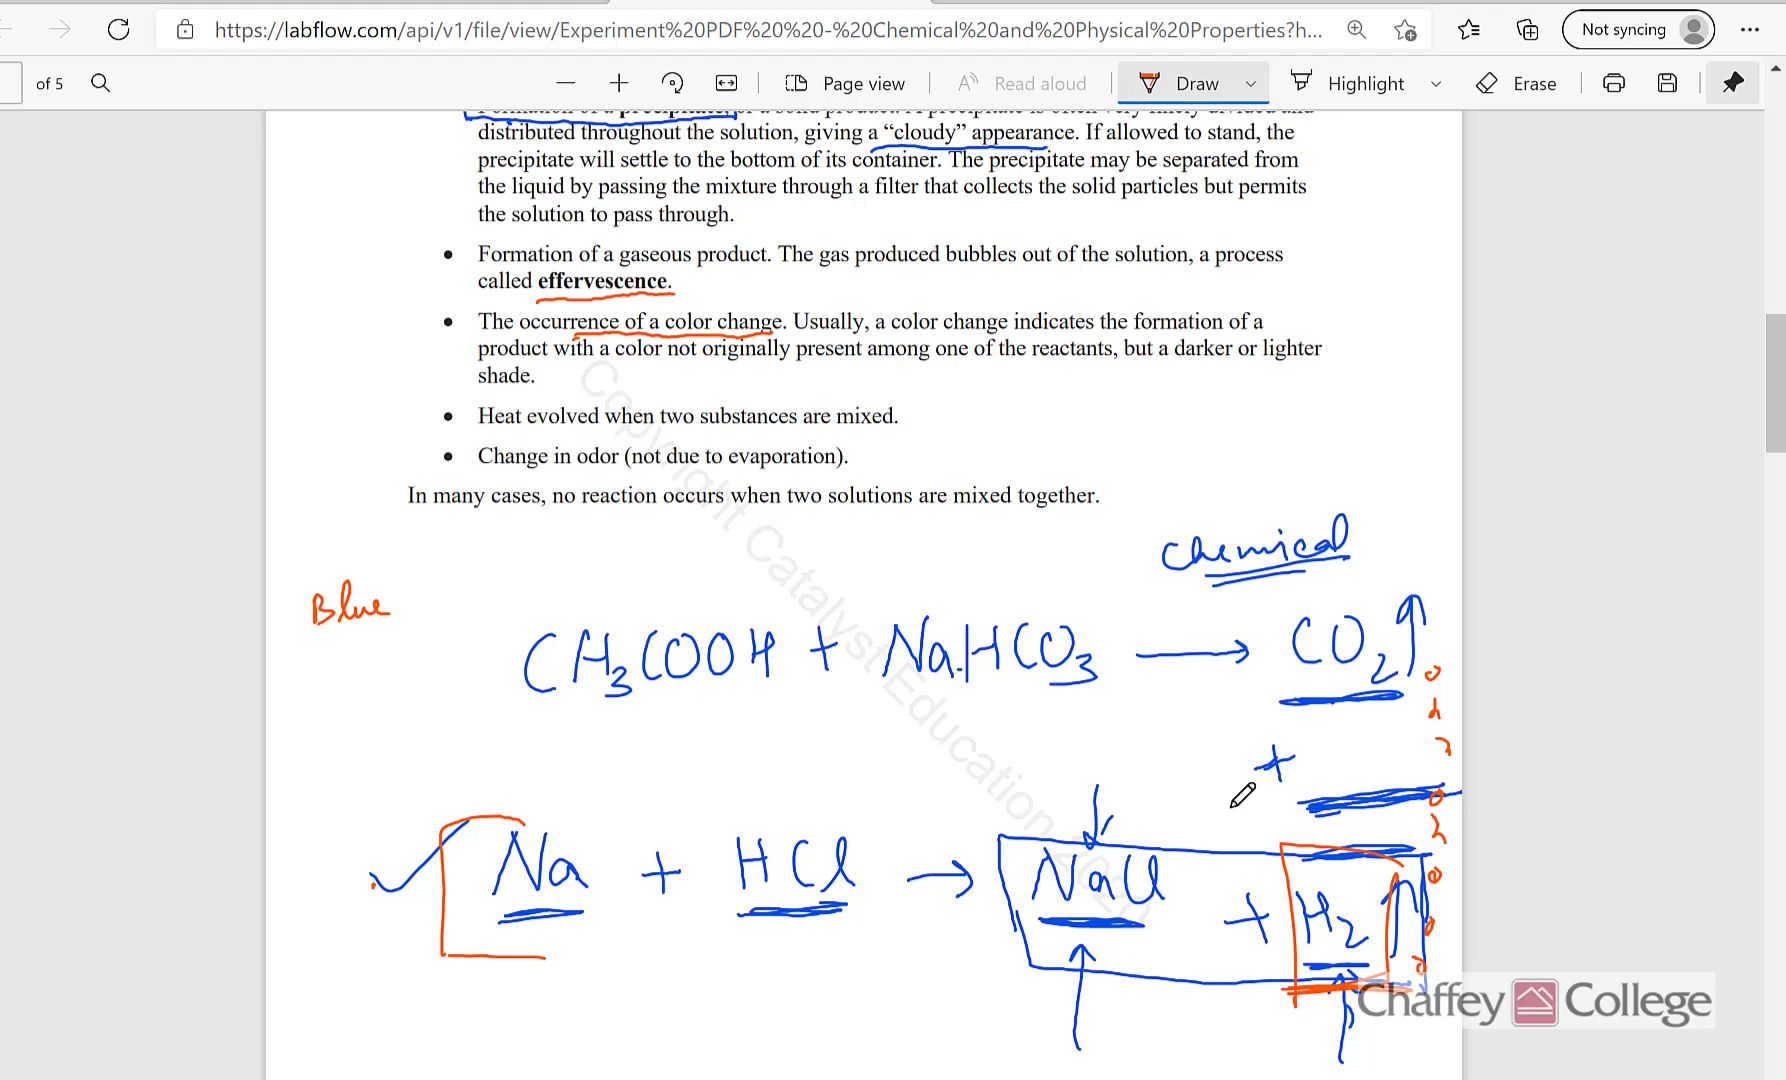 https://labflow.com/api/v1/file/view/Experiment%20PDF%20%20-%20Chemical%20and%20Physical%20Properties?h...
Not syncing
of 5
Page view
Read aloud
Draw
Highlight
Erase
distributed throughout the solution, giving a “cloudy” appearance. If allowed to stand, the
precipitate will settle to the bottom of its container. The precipitate may be separated from
the liquid by passing the mixture through a filter that collects the solid particles but permits
the solution to pass through.
• Formation of a gaseous product. The gas produced bubbles out of the solution, a process
called effervescence.
• The occurrence of a color change. Usually, a color change indicates the formation of a
product with a color not originally present among one of the reactants, but a darker or lighter
shade.
• Heat evolved when two substances are mixed.
• Change in odor (not due to evaporation).
In many cases, no reaction occurs when two solutions are mixed together.
Copyright Catalyst Education 2020
Chemical
Blue
CH3COOH + NaHCO3 → CO2↑
+
Na + HCl → NaCl + H2↑
Chaffey College